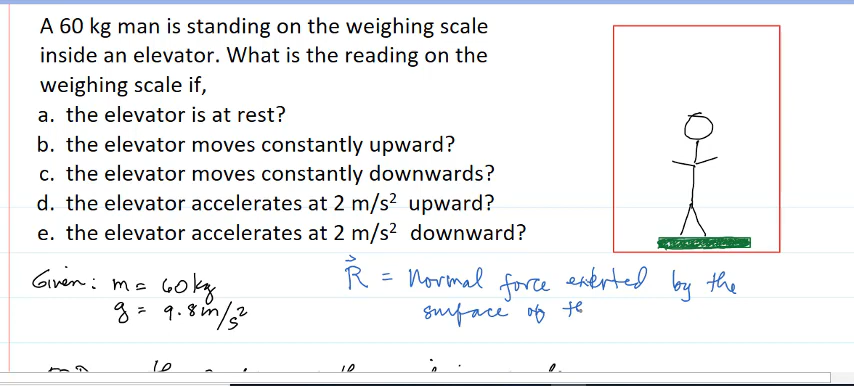 A 60 kg man is standing on the weighing scale
inside an elevator. What is the reading on the
weighing scale if,
a. the elevator is at rest?
b. the elevator moves constantly upward?
c. the elevator moves constantly downwards?
d. the elevator accelerates at 2 m/s² upward?
e. the elevator accelerates at 2 m/s² downward?
Given: m = 60 kg
g = 9.8 m/s²
R⃗ = Normal force exerted by the
surface of